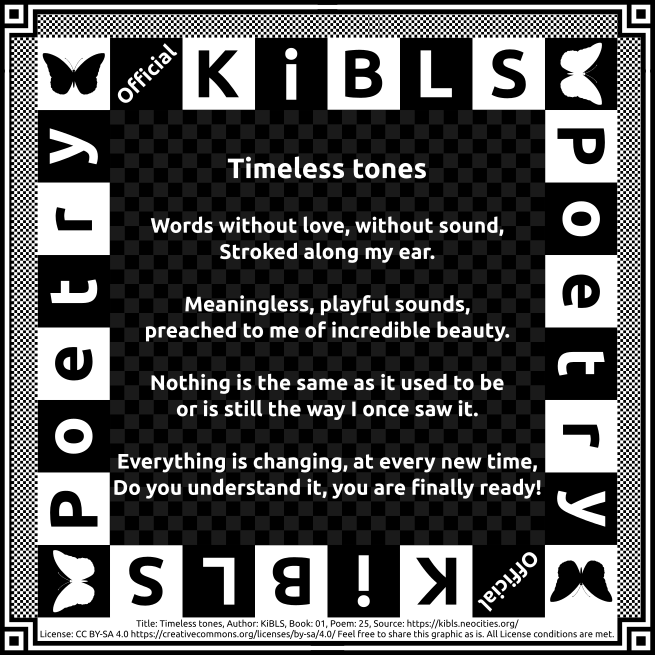 Official KiBLS
Poetry
Poetry
Timeless tones
Words without love, without sound,
Stroked along my ear.
Meaningless, playful sounds,
preached to me of incredible beauty.
Nothing is the same as it used to be
or is still the way I once saw it.
Everything is changing, at every new time,
Do you understand it, you are finally ready!
Official KiBLS
Title: Timeless tones, Author: KiBLS, Book: 01, Poem: 25, Source: https://kibls.neocities.org/
License: CC BY-SA 4.0 https://creativecommons.org/licenses/by-sa/4.0/ Feel free to share this graphic as is. All License conditions are met.